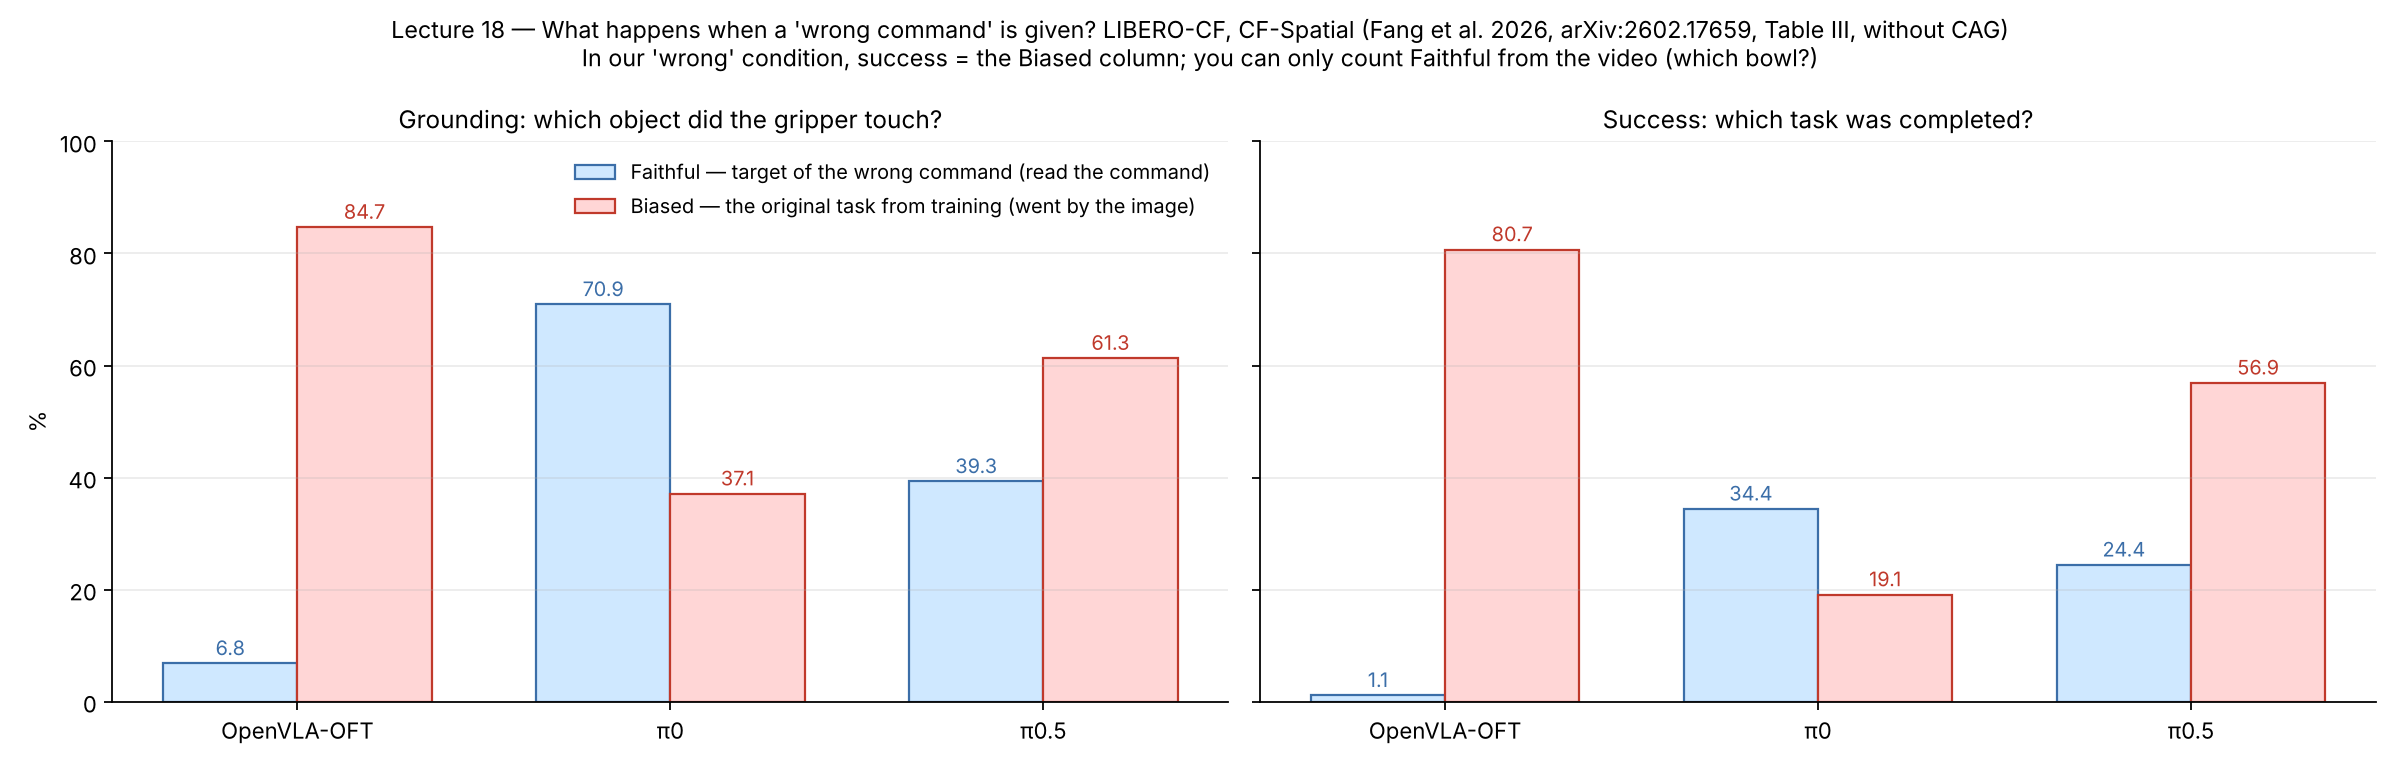 Lecture 18 — What happens when a 'wrong command' is given? LIBERO-CF, CF-Spatial (Fang et al. 2026, arXiv:2602.17659, Table III, without CAG)
In our 'wrong' condition, success = the Biased column; you can only count Faithful from the video (which bowl?)
Grounding: which object did the gripper touch?
Faithful — target of the wrong command (read the command)
Biased — the original task from training (went by the image)
%
100
80
60
40
20
0
6.8
84.7
70.9
37.1
39.3
61.3
OpenVLA-OFT
π0
π0.5
Success: which task was completed?
1.1
80.7
34.4
19.1
24.4
56.9
OpenVLA-OFT
π0
π0.5